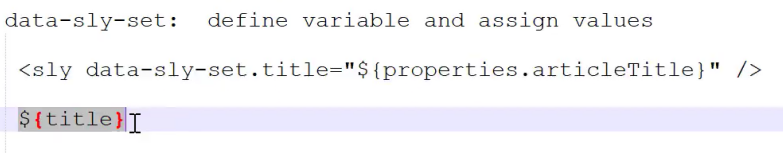 data-sly-set:  define variable and assign values
<sly data-sly-set.title="${properties.articleTitle}" />
${title}